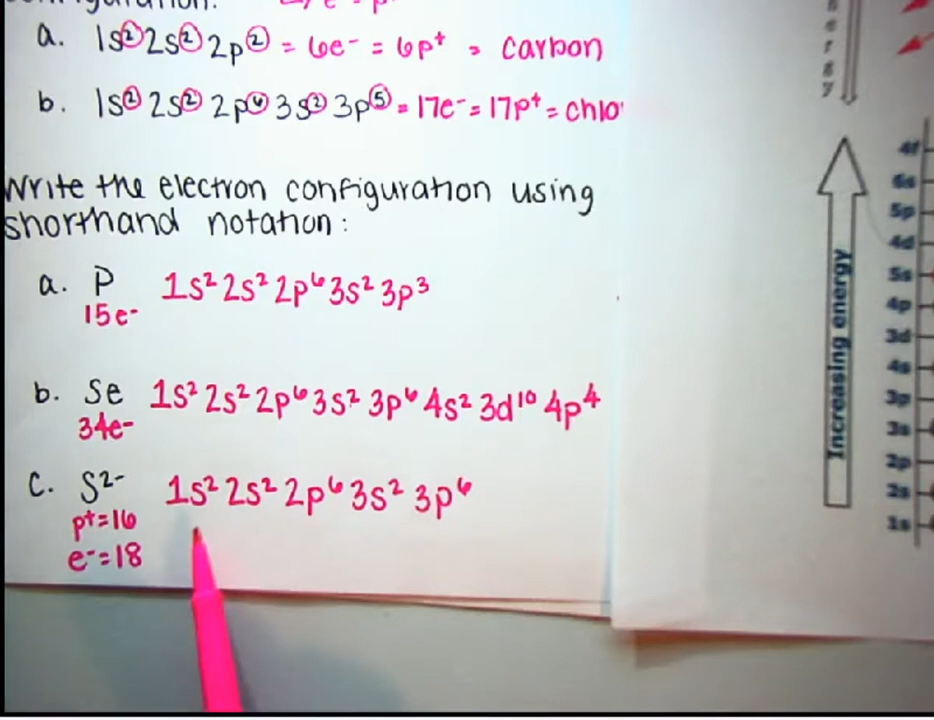 a. 1s² 2s² 2p² = 6e⁻ = 6p⁺ = carbon
b. 1s² 2s² 2p⁶ 3s² 3p⁵ = 17e⁻ = 17p⁺ = chlo
Write the electron configuration using
shorthand notation:
a. P 1s² 2s² 2p⁶ 3s² 3p³
15e⁻
b. Se 1s² 2s² 2p⁶ 3s² 3p⁶ 4s² 3d¹⁰ 4p⁴
34e⁻
c. S²⁻ 1s² 2s² 2p⁶ 3s² 3p⁶
p⁺=16
e⁻=18
Increasing energy
4f
6s
5p
4d
5s
4p
3d
4s
3p
3s
2p
2s
1s